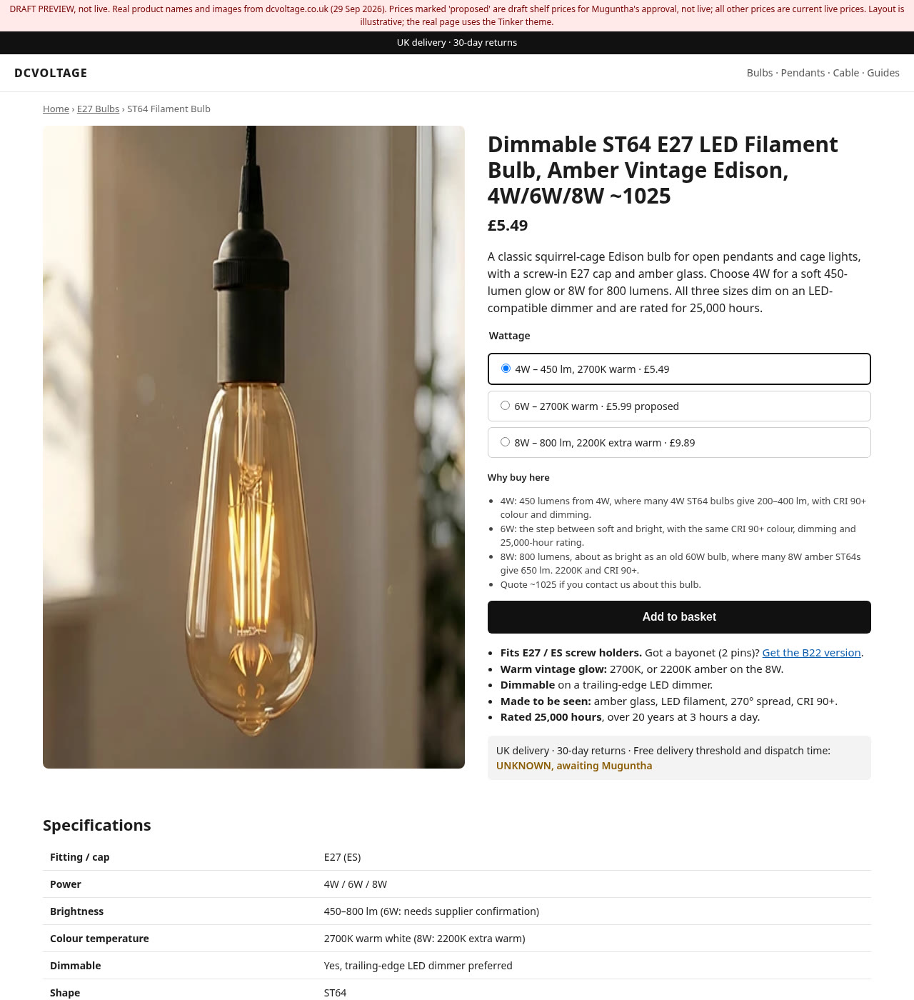 DRAFT PREVIEW, not live. Real product names and images from dcvoltage.co.uk (29 Sep 2026). Prices marked 'proposed' are draft shelf prices for Muguntha's approval, not live; all other prices are current live prices. Layout is
illustrative; the real page uses the Tinker theme.
UK delivery · 30-day returns
DCVOLTAGE
Bulbs · Pendants · Cable · Guides
Home › E27 Bulbs › ST64 Filament Bulb
Dimmable ST64 E27 LED Filament
Bulb, Amber Vintage Edison,
4W/6W/8W ~1025
£5.49
A classic squirrel-cage Edison bulb for open pendants and cage lights,
with a screw-in E27 cap and amber glass. Choose 4W for a soft 450-
lumen glow or 8W for 800 lumens. All three sizes dim on an LED-
compatible dimmer and are rated for 25,000 hours.
Wattage
4W – 450 lm, 2700K warm · £5.49
6W – 2700K warm · £5.99 proposed
8W – 800 lm, 2200K extra warm · £9.89
Why buy here
• 4W: 450 lumens from 4W, where many 4W ST64 bulbs give 200–400 lm, with CRI 90+
colour and dimming.
• 6W: the step between soft and bright, with the same CRI 90+ colour, dimming and
25,000-hour rating.
• 8W: 800 lumens, about as bright as an old 60W bulb, where many 8W amber ST64s
give 650 lm. 2200K and CRI 90+.
• Quote ~1025 if you contact us about this bulb.
Add to basket
• Fits E27 / ES screw holders. Got a bayonet (2 pins)? Get the B22 version.
• Warm vintage glow: 2700K, or 2200K amber on the 8W.
• Dimmable on a trailing-edge LED dimmer.
• Made to be seen: amber glass, LED filament, 270° spread, CRI 90+.
• Rated 25,000 hours, over 20 years at 3 hours a day.
UK delivery · 30-day returns · Free delivery threshold and dispatch time:
UNKNOWN, awaiting Muguntha
Specifications
Fitting / cap E27 (ES)
Power 4W / 6W / 8W
Brightness 450–800 lm (6W: needs supplier confirmation)
Colour temperature 2700K warm white (8W: 2200K extra warm)
Dimmable Yes, trailing-edge LED dimmer preferred
Shape ST64